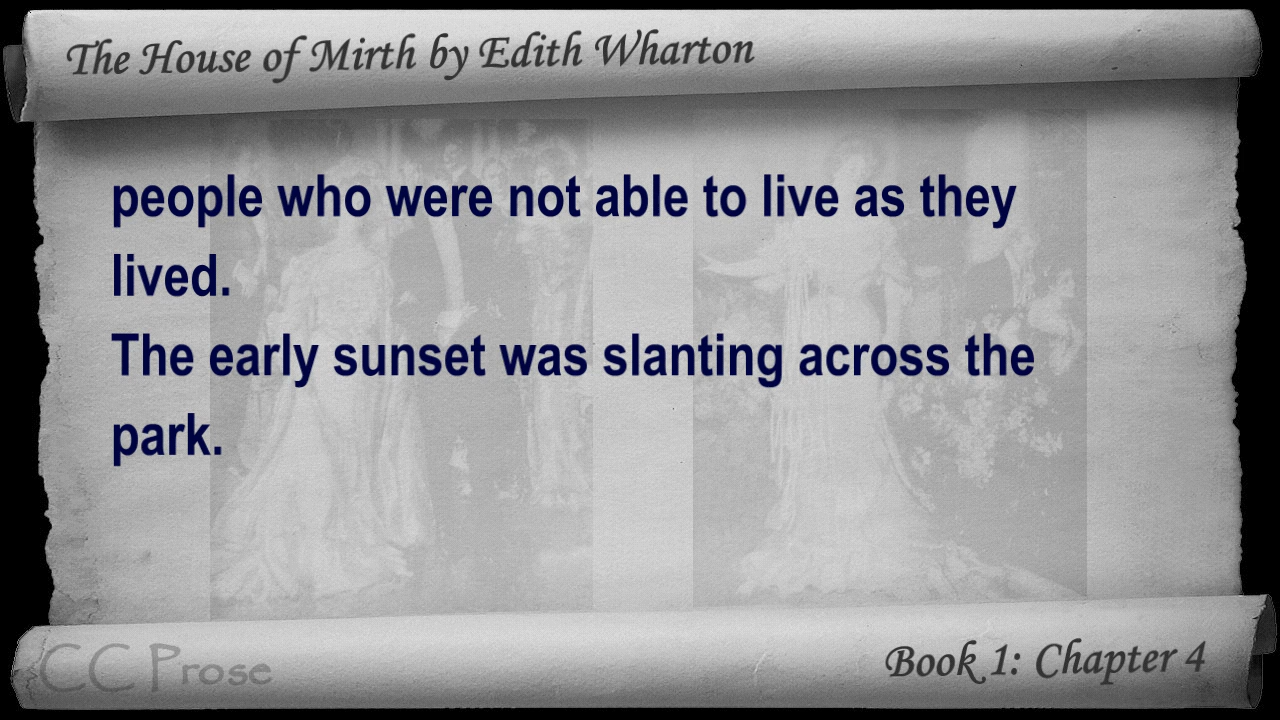 The House of Mirth by Edith Wharton
people who were not able to live as they
lived.
The early sunset was slanting across the
park.
CC Prose
Book 1: Chapter 4